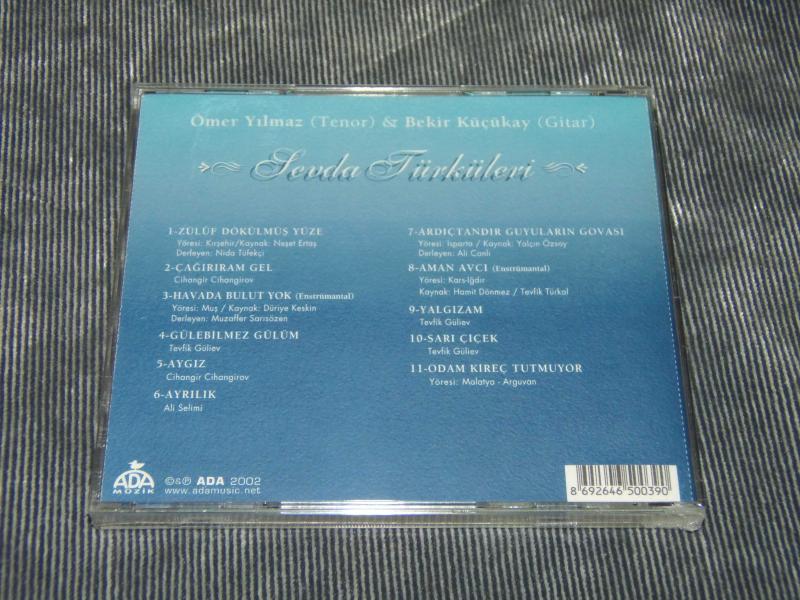 Ömer Yılmaz (Tenor) & Bekir Küçükay (Gitar)
Sevda Türküleri
1-ZÜLÜF DÖKÜLMÜŞ YÜZE
Yöresi: Kırşehir/Kaynak: Neşet Ertaş
Derleyen: Nida Tüfekçi
2-ÇAĞIRIRAM GEL
Cihangir Cihangirov
3-HAVADA BULUT YOK (Enstrümantal)
Yöresi: Muş / Kaynak: Düriye Keskin
Derleyen: Muzaffer Sarısözen
4-GÜLEBİLMEZ GÜLÜM
Tevfik Güliev
5-AYGIZ
Cihangir Cihangirov
6-AYRILIK
Ali Selimi
7-ARDIÇTANDIR GUYULARIN GOVASI
Yöresi: Isparta / Kaynak: Yalçın Özsoy
Derleyen: Ali Canlı
8-AMAN AVCI (Enstrümantal)
Yöresi: Kars-Iğdır
Kaynak: Hamit Dönmez / Tevfik Türkal
9-YALGIZAM
Tevfik Güliev
10-SARI ÇİÇEK
Tevfik Güliev
11-ODAM KİREÇ TUTMUYOR
Yöresi: Malatya - Arguvan
ADA
MÜZİK
©&℗ ADA 2002
www.adamusic.net
8 692646 500390